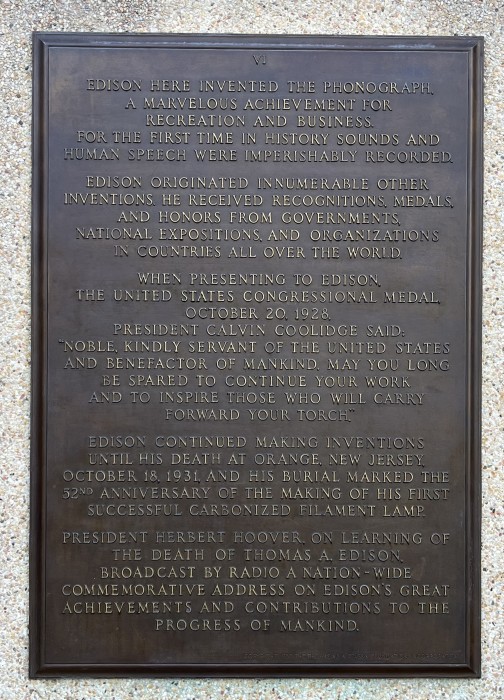 VI
EDISON HERE INVENTED THE PHONOGRAPH,
A MARVELOUS ACHIEVEMENT FOR
RECREATION AND BUSINESS.
FOR THE FIRST TIME IN HISTORY SOUNDS AND
HUMAN SPEECH WERE IMPERISHABLY RECORDED.
EDISON ORIGINATED INNUMERABLE OTHER
INVENTIONS. HE RECEIVED RECOGNITIONS, MEDALS,
AND HONORS FROM GOVERNMENTS,
NATIONAL EXPOSITIONS, AND ORGANIZATIONS
IN COUNTRIES ALL OVER THE WORLD.
WHEN PRESENTING TO EDISON,
THE UNITED STATES CONGRESSIONAL MEDAL,
OCTOBER 20, 1928,
PRESIDENT CALVIN COOLIDGE SAID:
"NOBLE, KINDLY SERVANT OF THE UNITED STATES
AND BENEFACTOR OF MANKIND, MAY YOU LONG
BE SPARED TO CONTINUE YOUR WORK
AND TO INSPIRE THOSE WHO WILL CARRY
FORWARD YOUR TORCH."
EDISON CONTINUED MAKING INVENTIONS
UNTIL HIS DEATH AT ORANGE, NEW JERSEY,
OCTOBER 18, 1931, AND HIS BURIAL MARKED THE
52ND ANNIVERSARY OF THE MAKING OF HIS FIRST
SUCCESSFUL CARBONIZED FILAMENT LAMP.
PRESIDENT HERBERT HOOVER, ON LEARNING OF
THE DEATH OF THOMAS A. EDISON,
BROADCAST BY RADIO A NATION-WIDE
COMMEMORATIVE ADDRESS ON EDISON'S GREAT
ACHIEVEMENTS AND CONTRIBUTIONS TO THE
PROGRESS OF MANKIND.